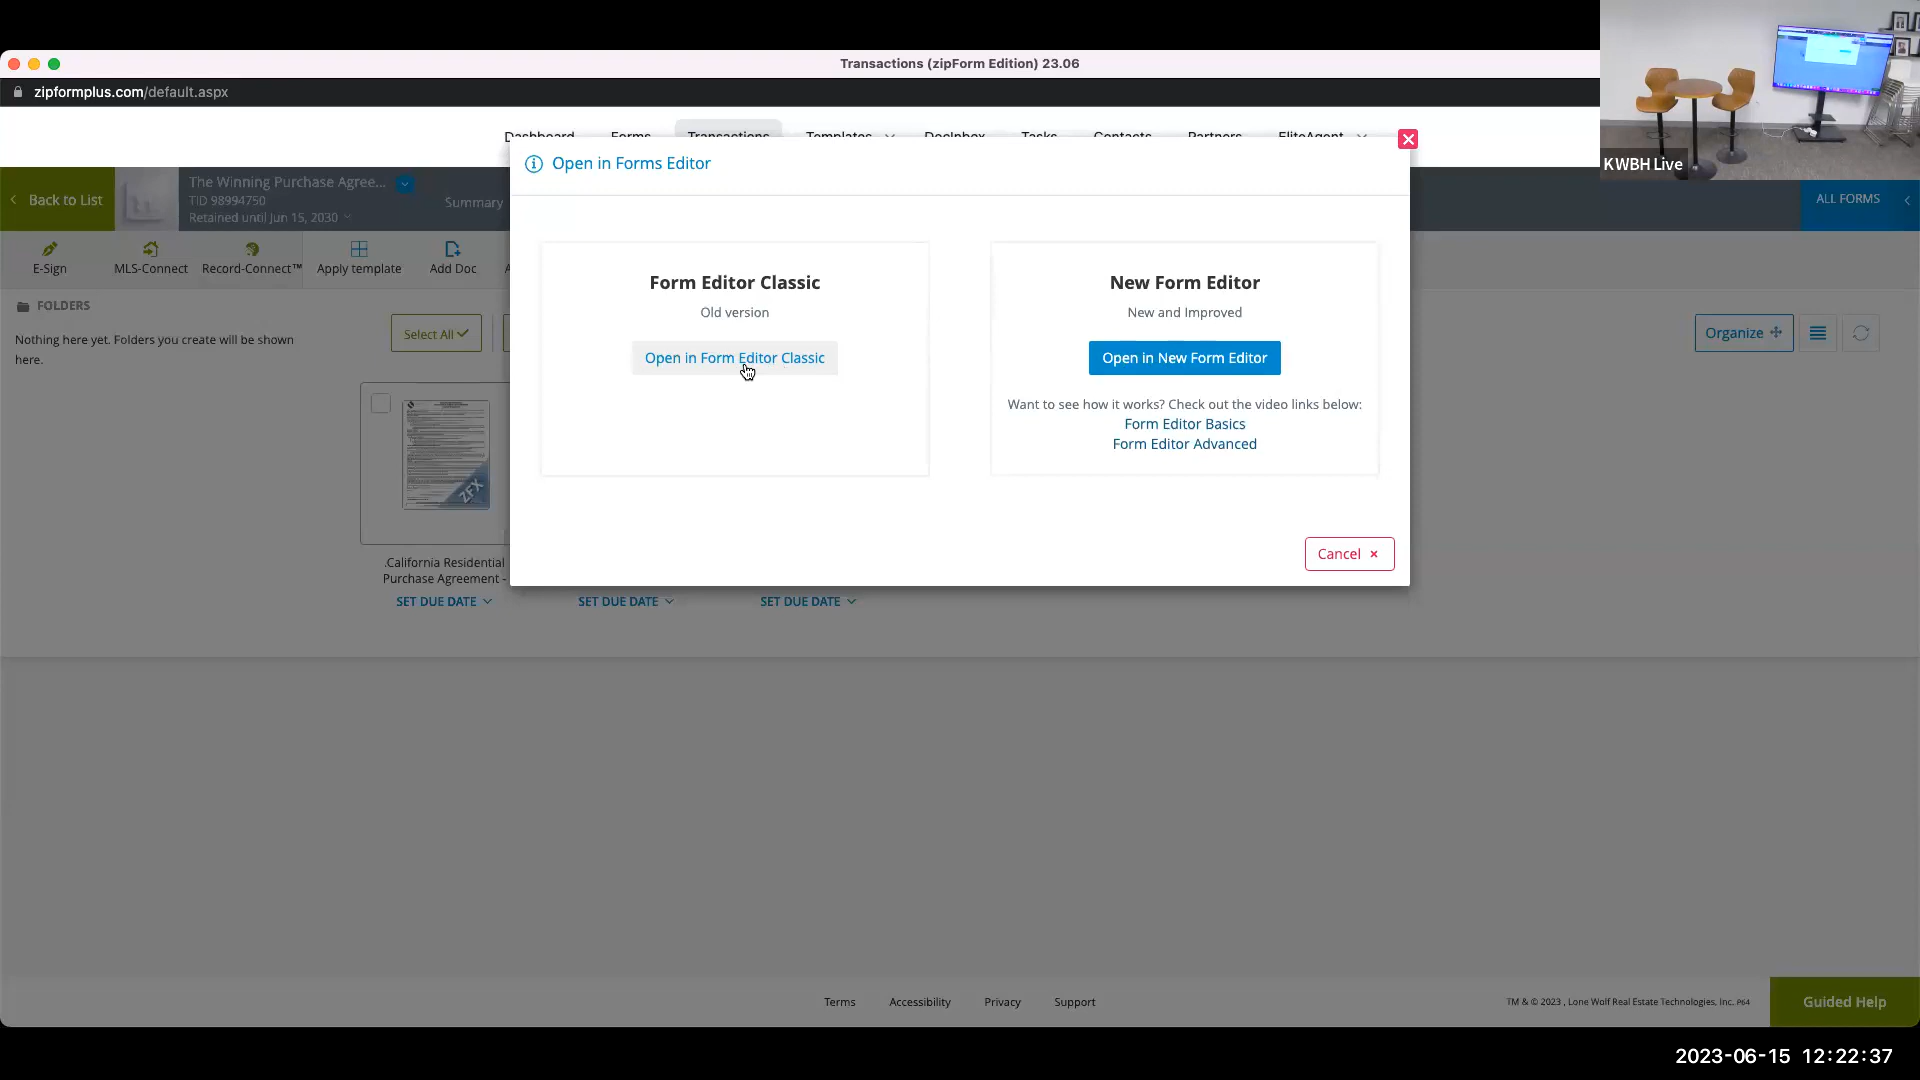 Transactions (zipForm Edition) 23.06
zipformplus.com/default.aspx
KWBH Live
Dashboard Forms Transactions Templates DocInbox Tasks Contacts Partners EliteAgent
Open in Forms Editor
Back to List
The Winning Purchase Agree...
TID 98994750
Retained until Jun 15, 2030
Summary
ALL FORMS
E-Sign
MLS-Connect
Record-Connect™
Apply template
Add Doc
FOLDERS
Nothing here yet. Folders you create will be shown
here.
Select All
Organize
Form Editor Classic
Old version
Open in Form Editor Classic
New Form Editor
New and Improved
Open in New Form Editor
Want to see how it works? Check out the video links below:
Form Editor Basics
Form Editor Advanced
Cancel
ZFX
.California Residential
Purchase Agreement -
SET DUE DATE
SET DUE DATE
SET DUE DATE
Terms Accessibility Privacy Support
TM & © 2023 , Lone Wolf Real Estate Technologies, Inc. P64
Guided Help
2023-06-15 12:22:37